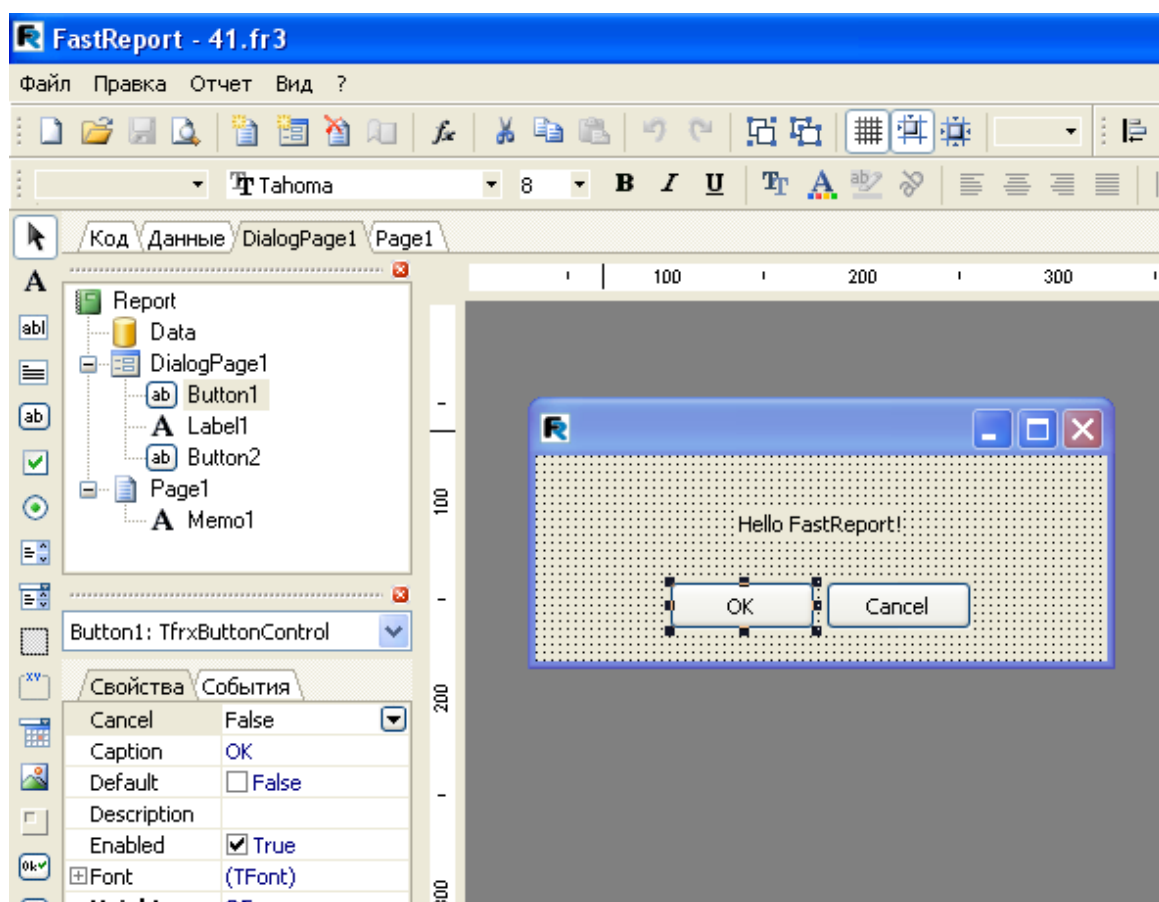 FastReport - 41.fr3
Файл Правка Отчет Вид ?
Tahoma 8 B I U
Код Данные DialogPage1 Page1
100 200 300
Report
Data
DialogPage1
Button1
Label1
Button2
Page1
Memo1
Button1: TfrxButtonControl
Свойства События
Cancel False
Caption OK
Default False
Description
Enabled True
Font (TFont)
100
200
Hello FastReport!
OK Cancel